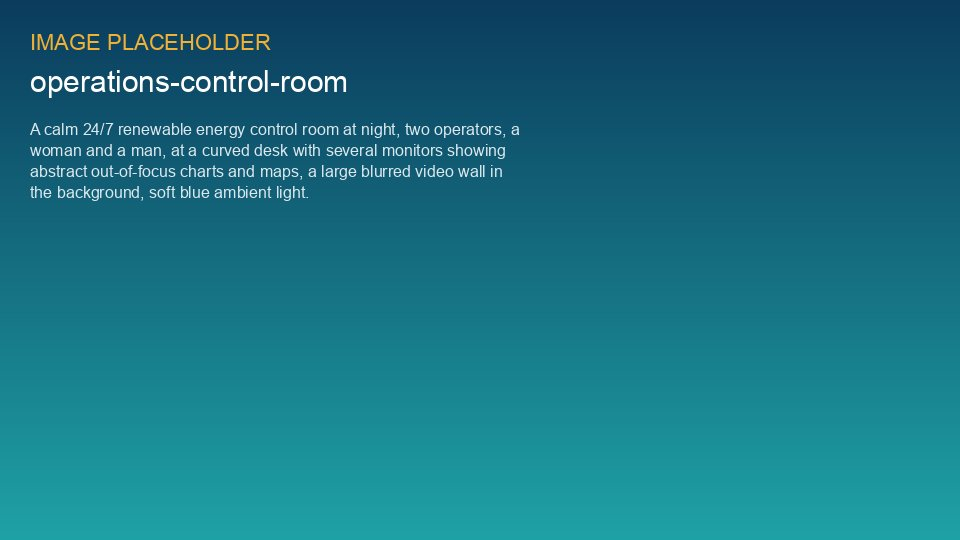 IMAGE PLACEHOLDER
operations-control-room
A calm 24/7 renewable energy control room at night, two operators, a
woman and a man, at a curved desk with several monitors showing
abstract out-of-focus charts and maps, a large blurred video wall in
the background, soft blue ambient light.